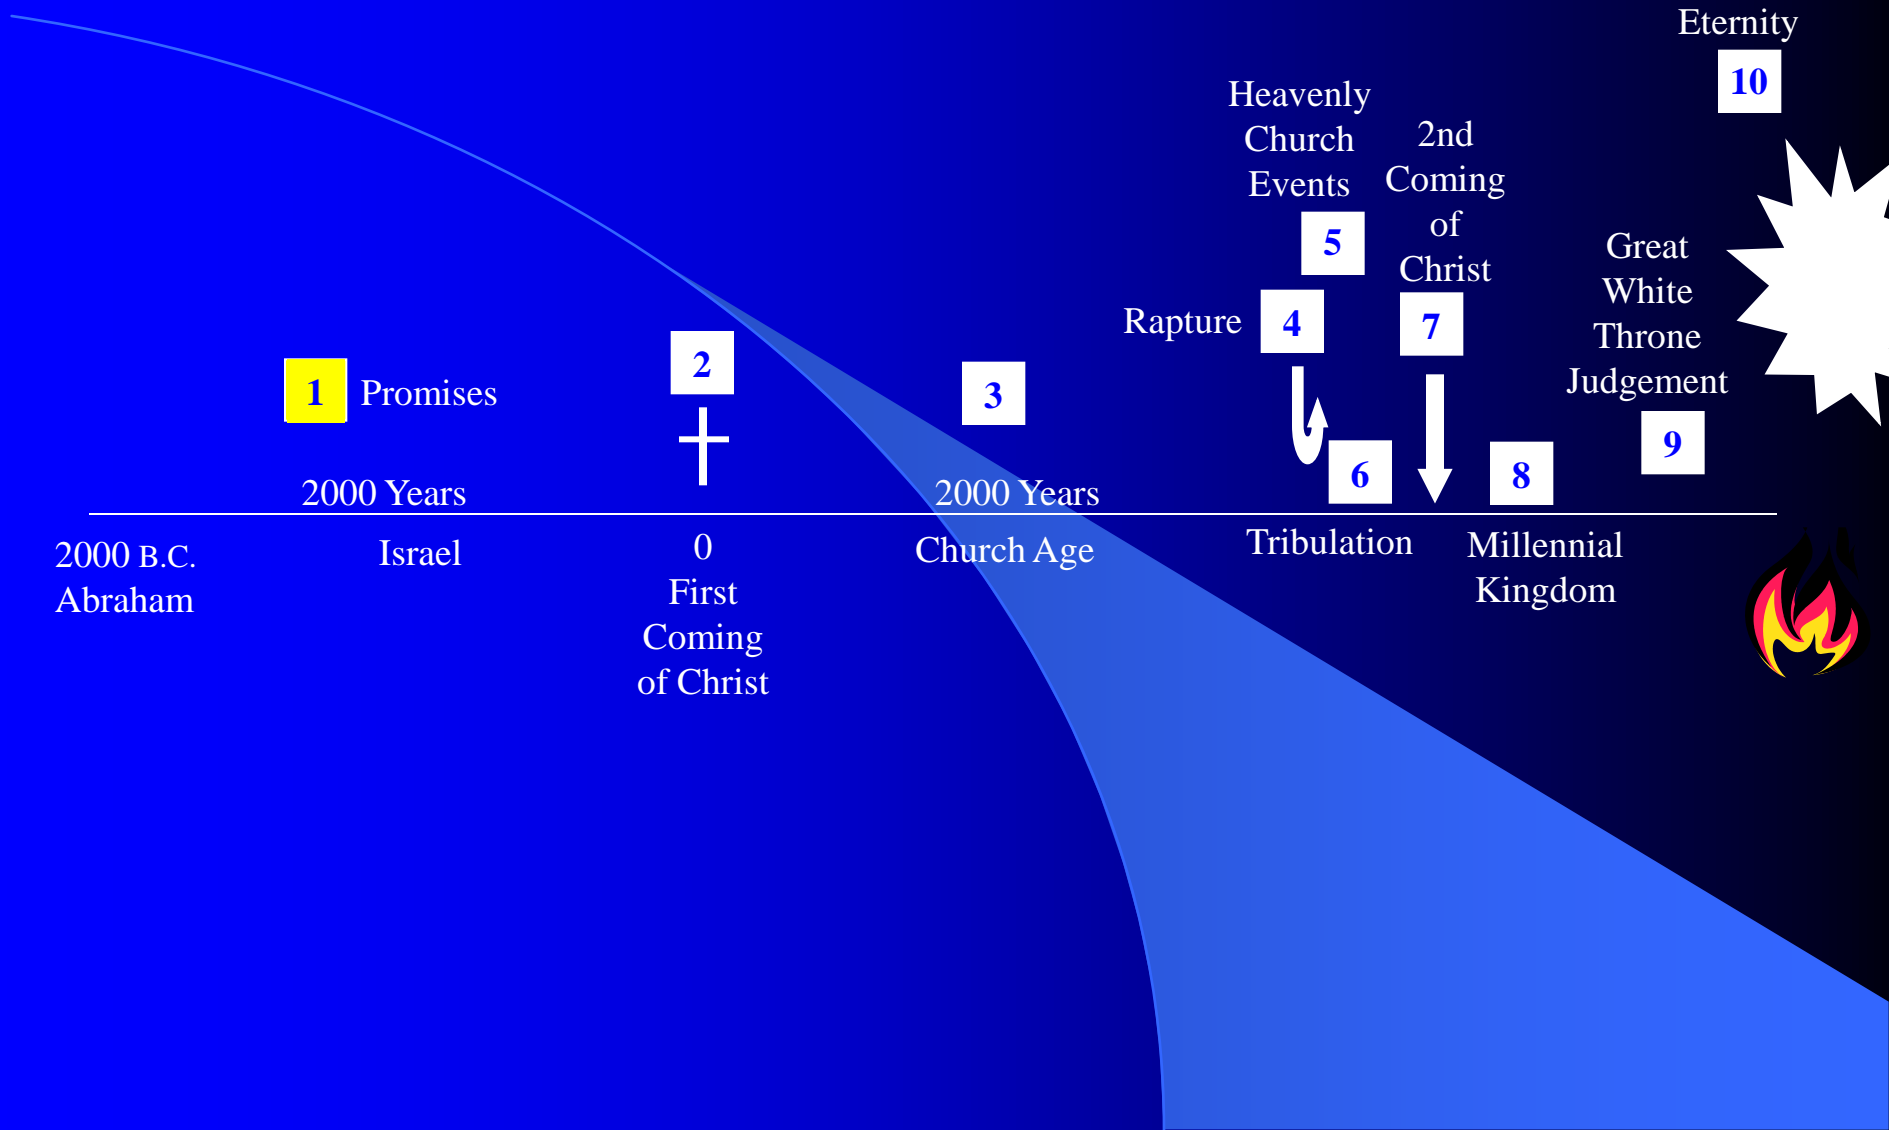 Eternity
10
Heavenly
Church
Events
5
2nd
Coming
of
Christ
7
Great
White
Throne
Judgement
9
Rapture 4
1 Promises
2
3
6
8
2000 Years
2000 Years
2000 B.C.
Abraham
Israel
0
First
Coming
of Christ
Church Age
Tribulation
Millennial
Kingdom